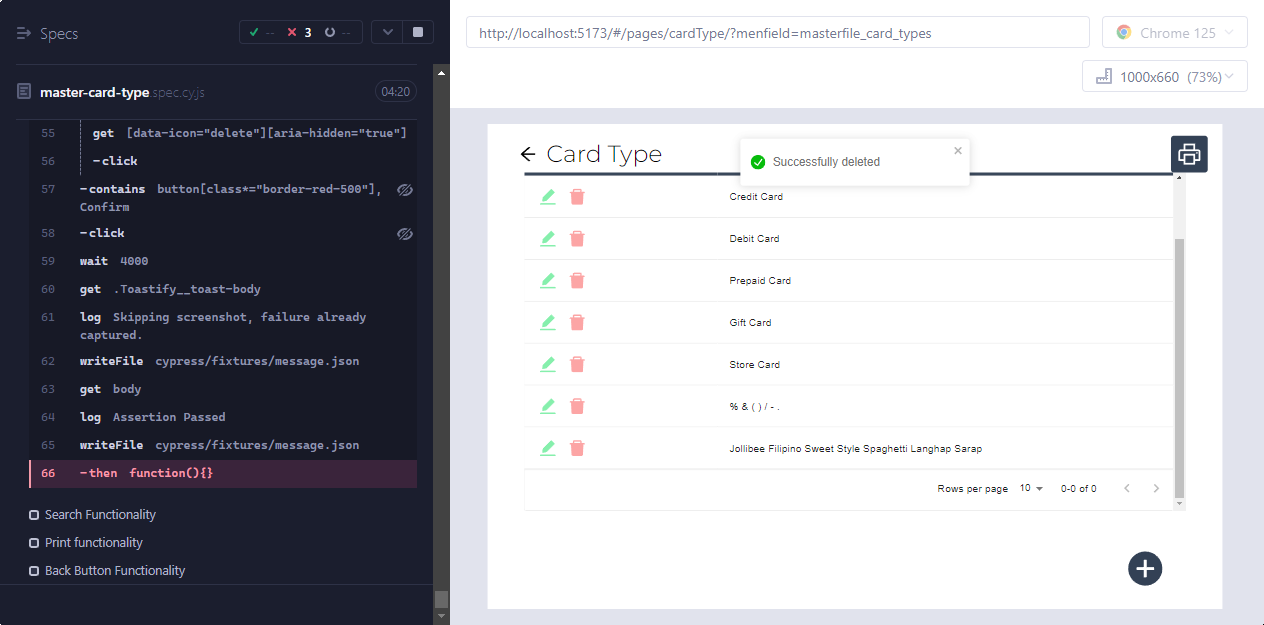 Specs
-- 3 --
master-card-type.spec.cy.js
04:20
55 get [data-icon="delete"][aria-hidden="true"]
56 -click
57 -contains button[class*="border-red-500"],
Confirm
58 -click
59 wait 4000
60 get .Toastify__toast-body
61 log Skipping screenshot, failure already
captured.
62 writeFile cypress/fixtures/message.json
63 get body
64 log Assertion Passed
65 writeFile cypress/fixtures/message.json
66 -then function(){}
Search Functionality
Print functionality
Back Button Functionality
http://localhost:5173/#/pages/cardType/?menfield=masterfile_card_types
Chrome 125
1000x660 (73%)
Card Type
Successfully deleted
Credit Card
Debit Card
Prepaid Card
Gift Card
Store Card
% & ( ) / - .
Jollibee Filipino Sweet Style Spaghetti Langhap Sarap
Rows per page 10 0-0 of 0